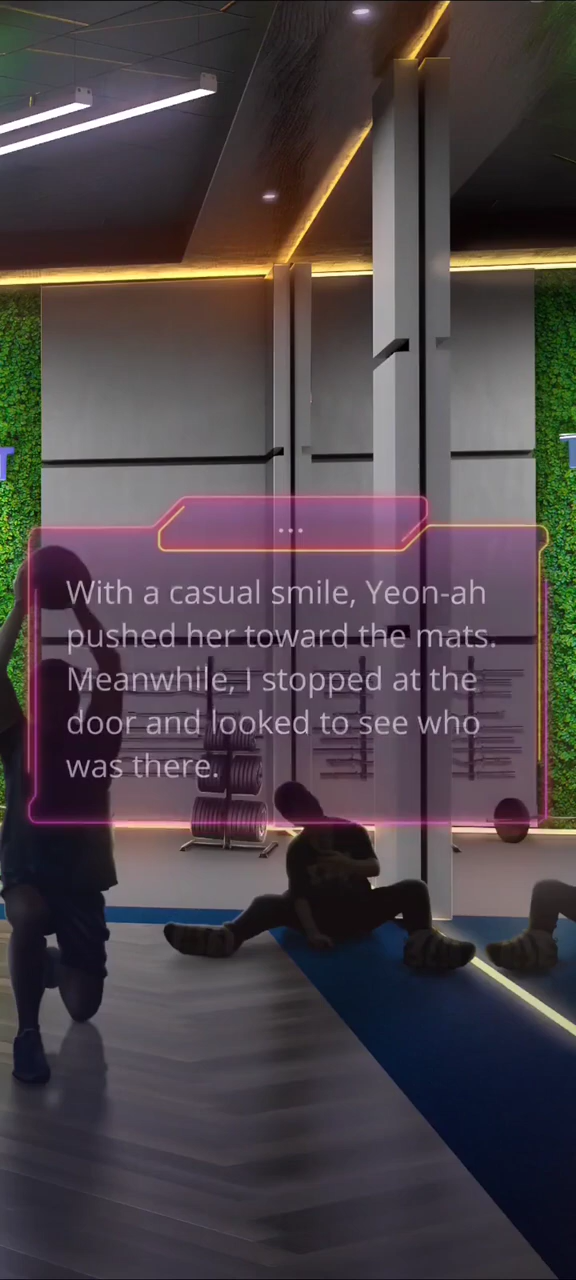 ...
With a casual smile, Yeon-ah
pushed her toward the mats.
Meanwhile, I stopped at the
door and looked to see who
was there.